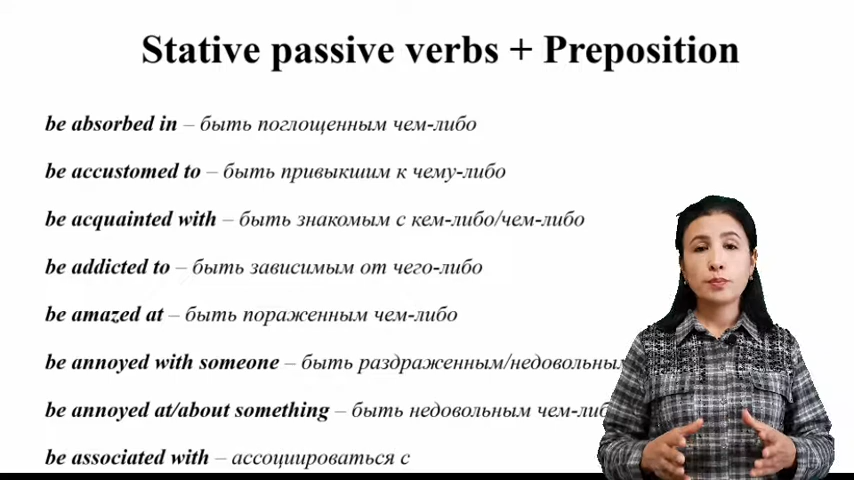 Stative passive verbs + Preposition
be absorbed in – быть поглощенным чем-либо
be accustomed to – быть привыкшим к чему-либо
be acquainted with – быть знакомым с кем-либо/чем-либо
be addicted to – быть зависимым от чего-либо
be amazed at – быть пораженным чем-либо
be annoyed with someone – быть раздраженным/недовольным
be annoyed at/about something – быть недовольным чем-либ
be associated with – ассоциироваться с